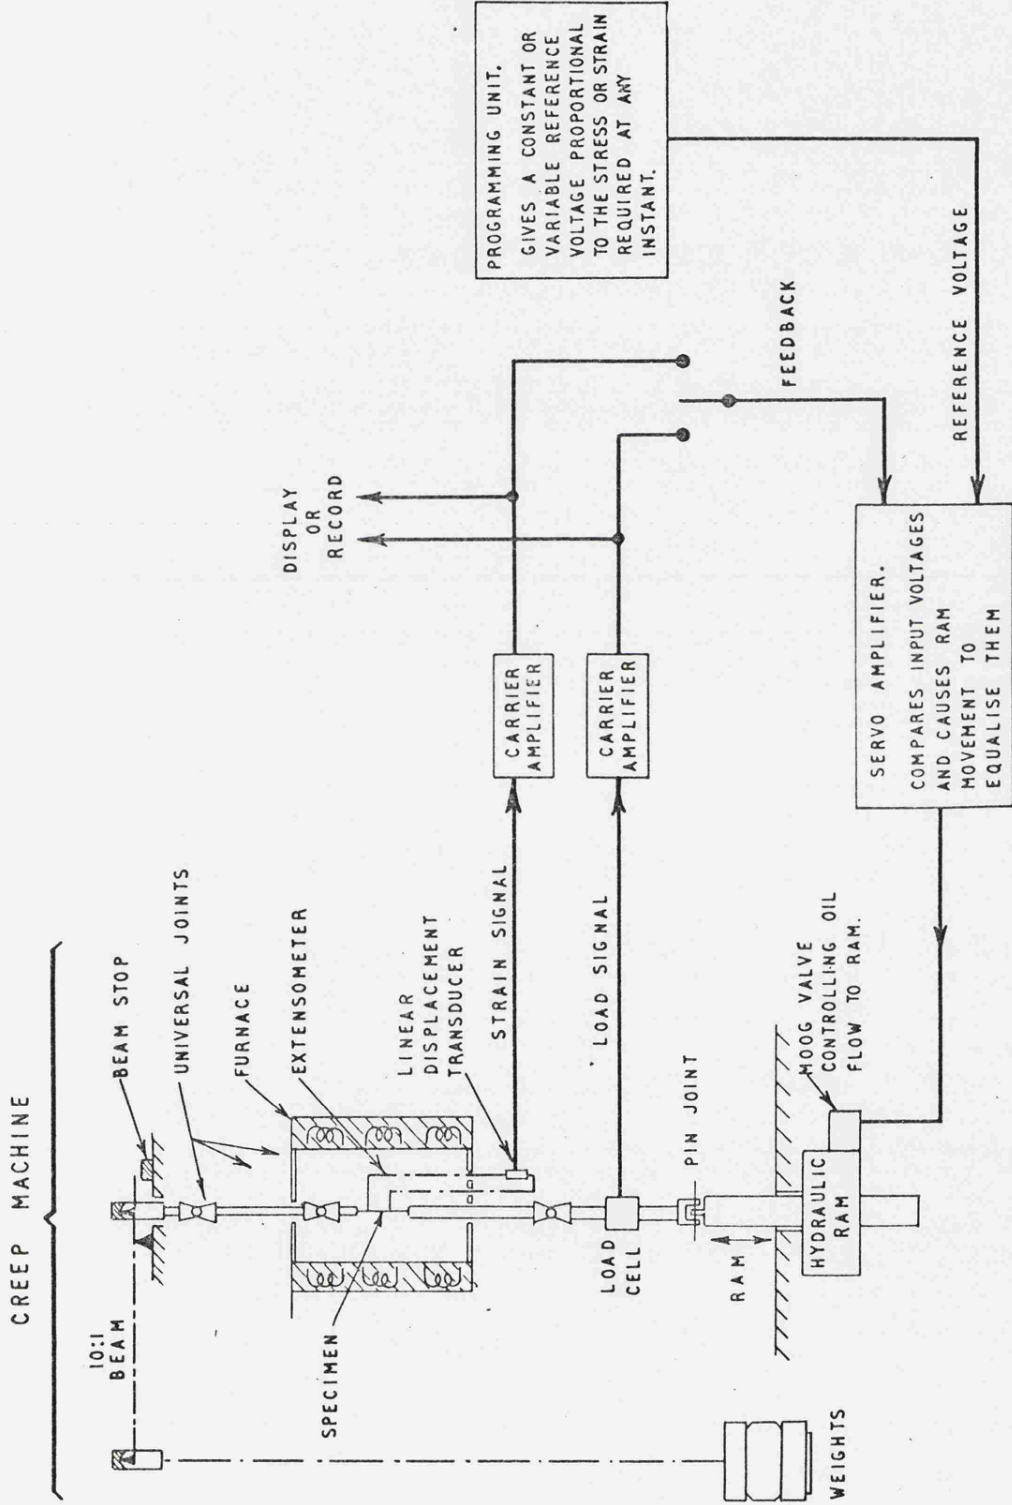 CREEP MACHINE
10:1
BEAM
BEAM STOP
UNIVERSAL JOINTS
FURNACE
EXTENSOMETER
LINEAR
DISPLACEMENT
TRANSDUCER
SPECIMEN
STRAIN SIGNAL
LOAD SIGNAL
LOAD
CELL
PIN JOINT
RAM
HYDRAULIC
RAM
MOOG VALVE
CONTROLLING OIL
FLOW TO RAM.
WEIGHTS
CARRIER
AMPLIFIER
CARRIER
AMPLIFIER
DISPLAY
OR
RECORD
FEEDBACK
REFERENCE VOLTAGE
SERVO AMPLIFIER.
COMPARES INPUT VOLTAGES
AND CAUSES RAM
MOVEMENT TO
EQUALISE THEM
PROGRAMMING UNIT.
GIVES A CONSTANT OR
VARIABLE REFERENCE
VOLTAGE PROPORTIONAL
TO THE STRESS OR STRAIN
REQUIRED AT ANY
INSTANT.